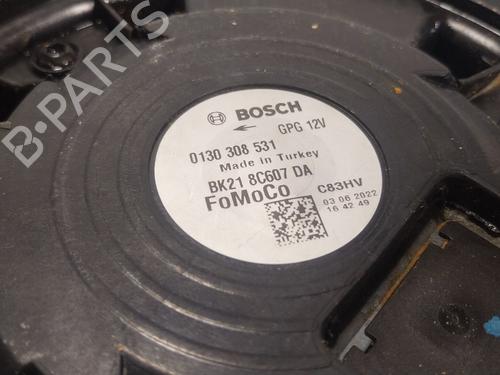 B-PARTS
BOSCH
GPG 12V
0130 308 531
Made in Turkey
BK21 8C607 DA
FoMoCo
C83HV
03 06 2022
16 42 49